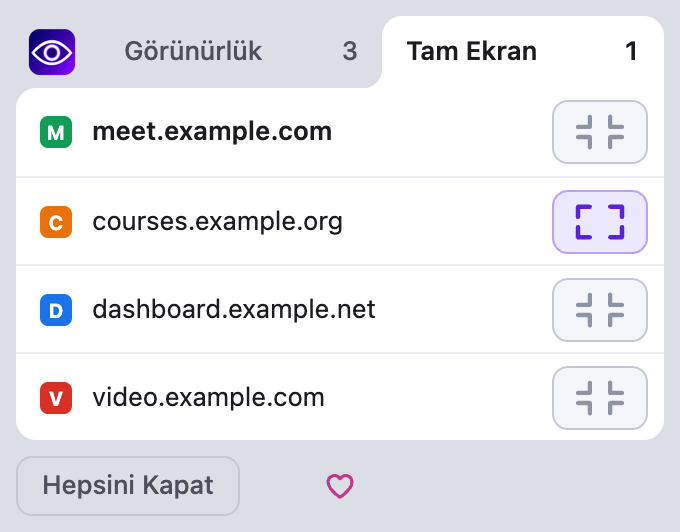 Görünürlük 3 Tam Ekran 1
M meet.example.com
C courses.example.org
D dashboard.example.net
V video.example.com
Hepsini Kapat